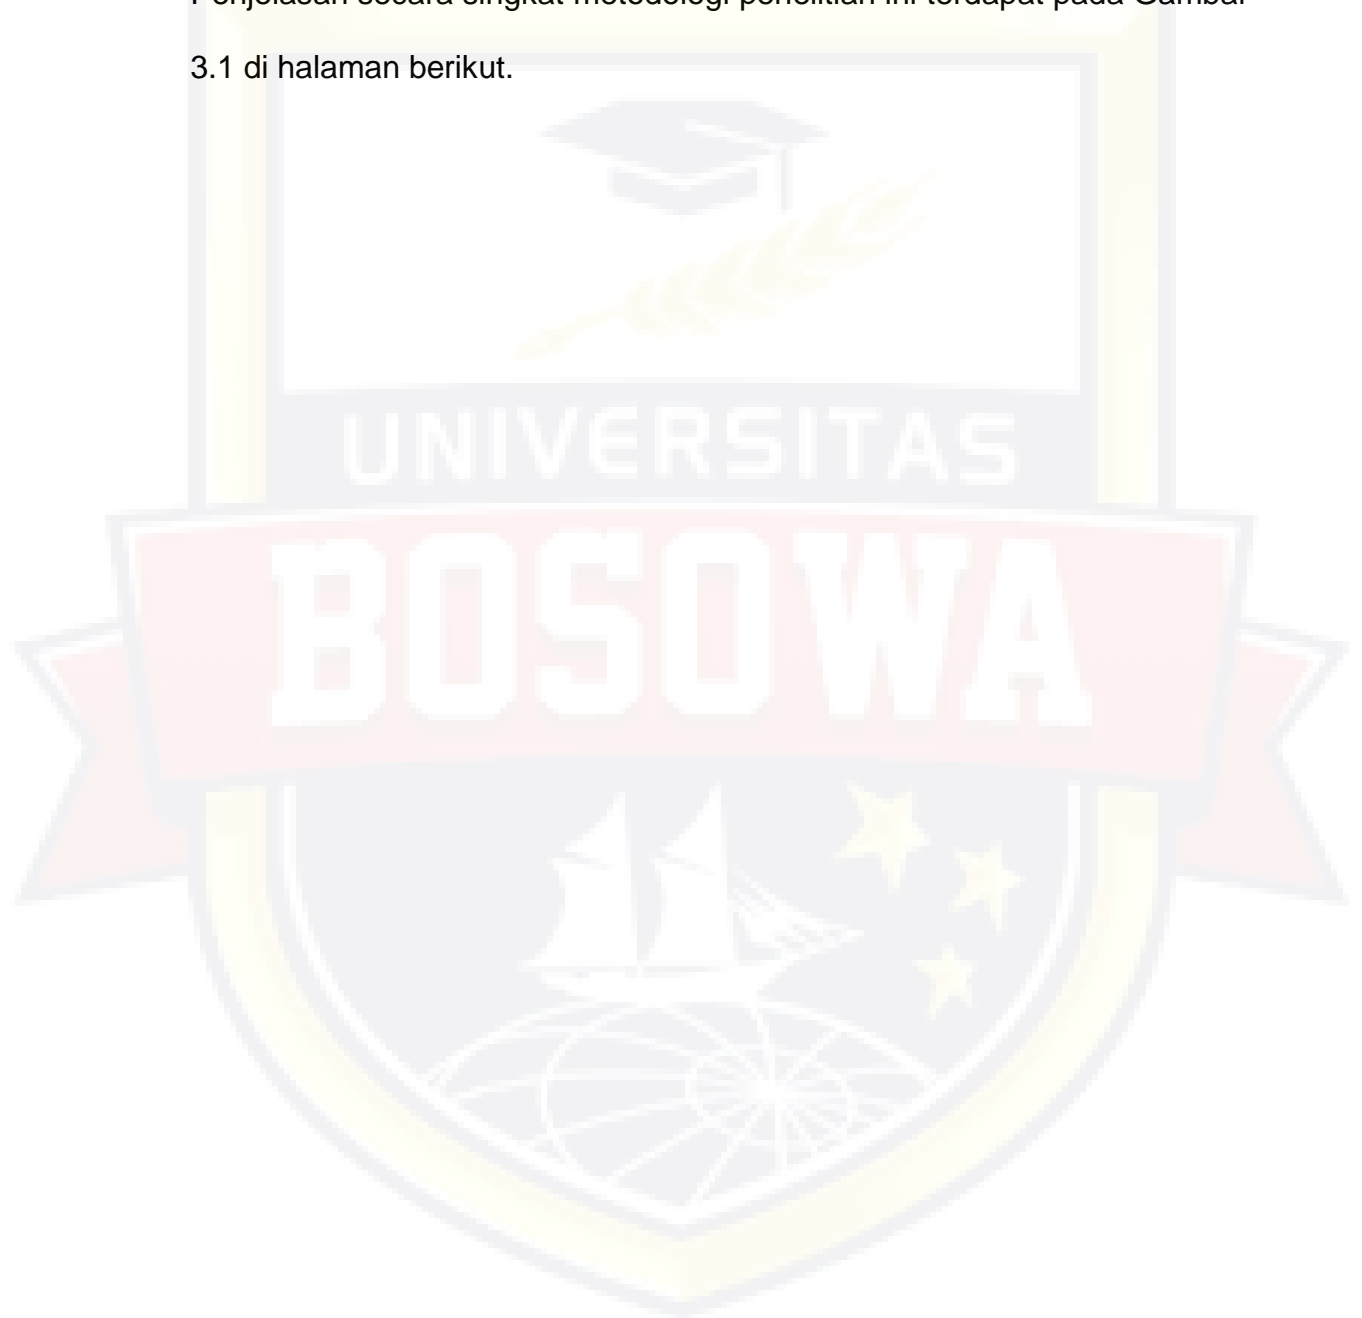 Penjelasan secara singkat metodologi penelitian ini terdapat pada Gambar
3.1 di halaman berikut.
UNIVERSITAS
BOSOWA